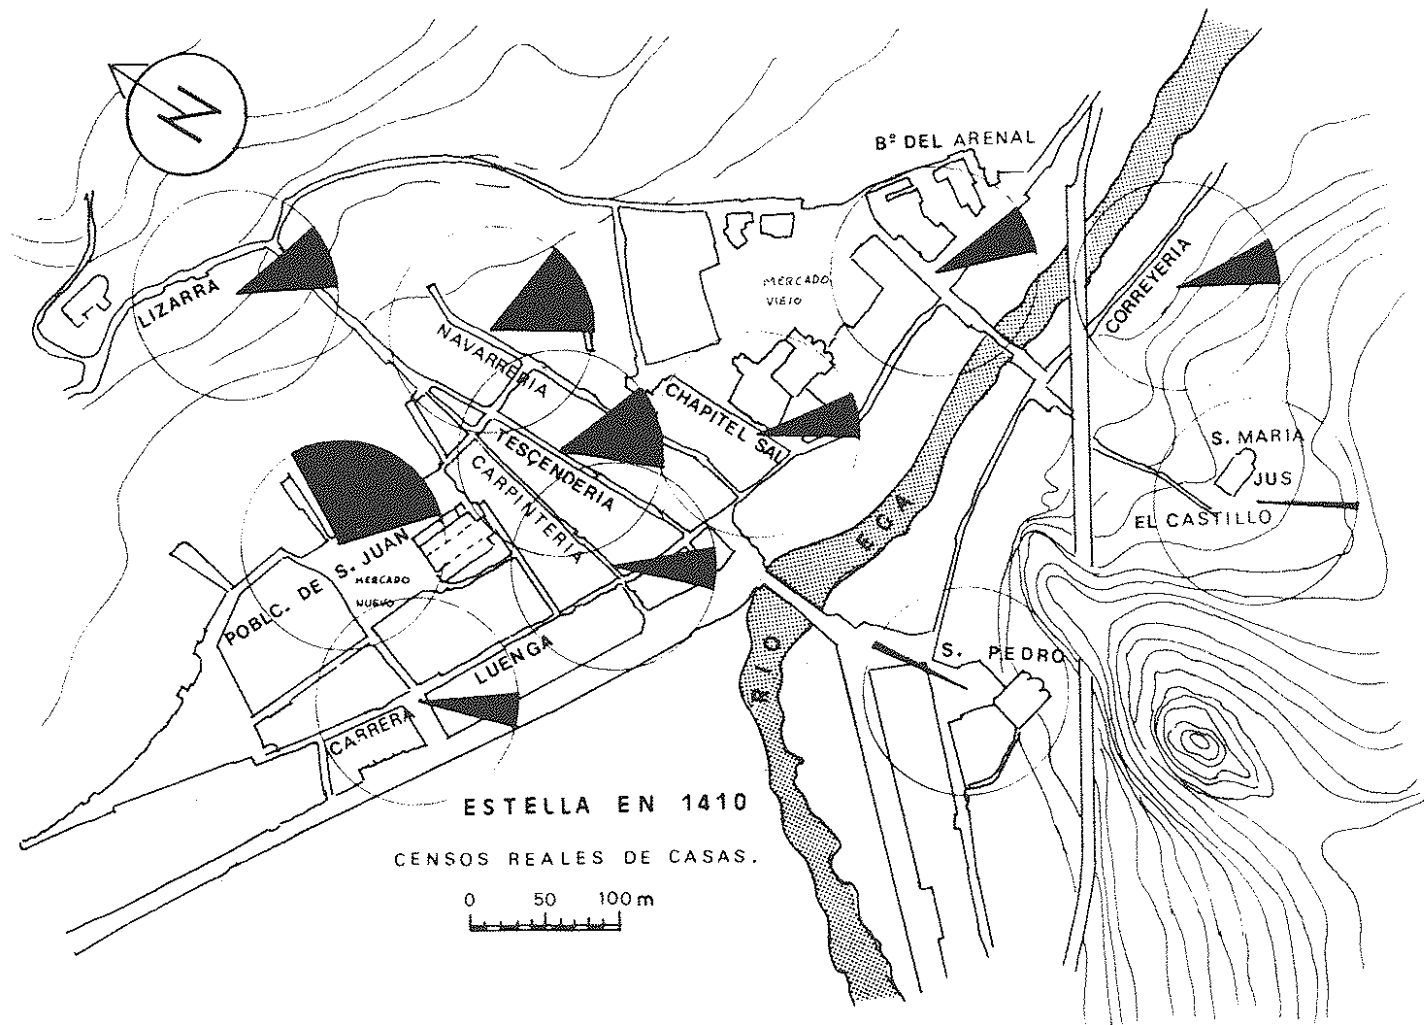 N
Bº DEL ARENAL
LIZARRA
MERCADO
VIEJO
CORREYERIA
NAVARRERIA
CHAPITEL SAL
TESÇENDERIA
CARPINTERIA
S. MARIA
JUS
EL CASTILLO
POBLC. DE S. JUAN
MERCADO
NUEVO
RIO EGA
S. PEDRO
LUENGA
CARRERA
ESTELLA EN 1410
CENSOS REALES DE CASAS.
0 50 100 m